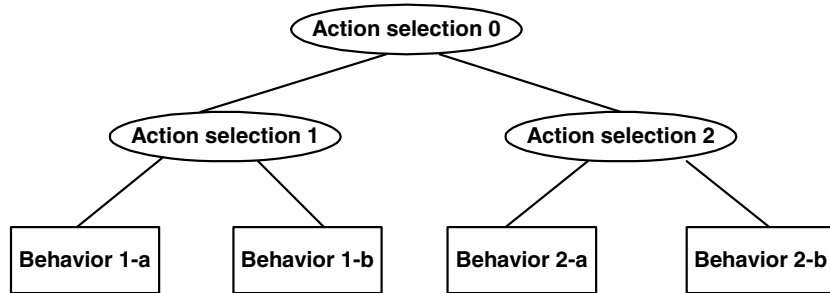 Action selection 0
Action selection 1
Action selection 2
Behavior 1-a
Behavior 1-b
Behavior 2-a
Behavior 2-b